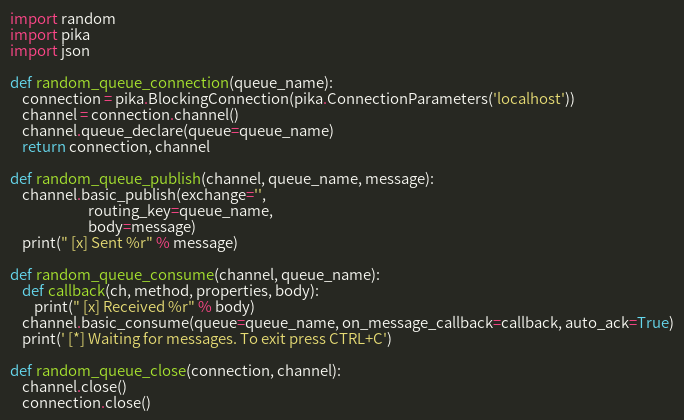 import random
import pika
import json

def random_queue_connection(queue_name):
    connection = pika.BlockingConnection(pika.ConnectionParameters('localhost'))
    channel = connection.channel()
    channel.queue_declare(queue=queue_name)
    return connection, channel

def random_queue_publish(channel, queue_name, message):
    channel.basic_publish(exchange='',
                          routing_key=queue_name,
                          body=message)
    print(" [x] Sent %r" % message)

def random_queue_consume(channel, queue_name):
    def callback(ch, method, properties, body):
        print(" [x] Received %r" % body)
    channel.basic_consume(queue=queue_name, on_message_callback=callback, auto_ack=True)
    print(' [*] Waiting for messages. To exit press CTRL+C')

def random_queue_close(connection, channel):
    channel.close()
    connection.close()